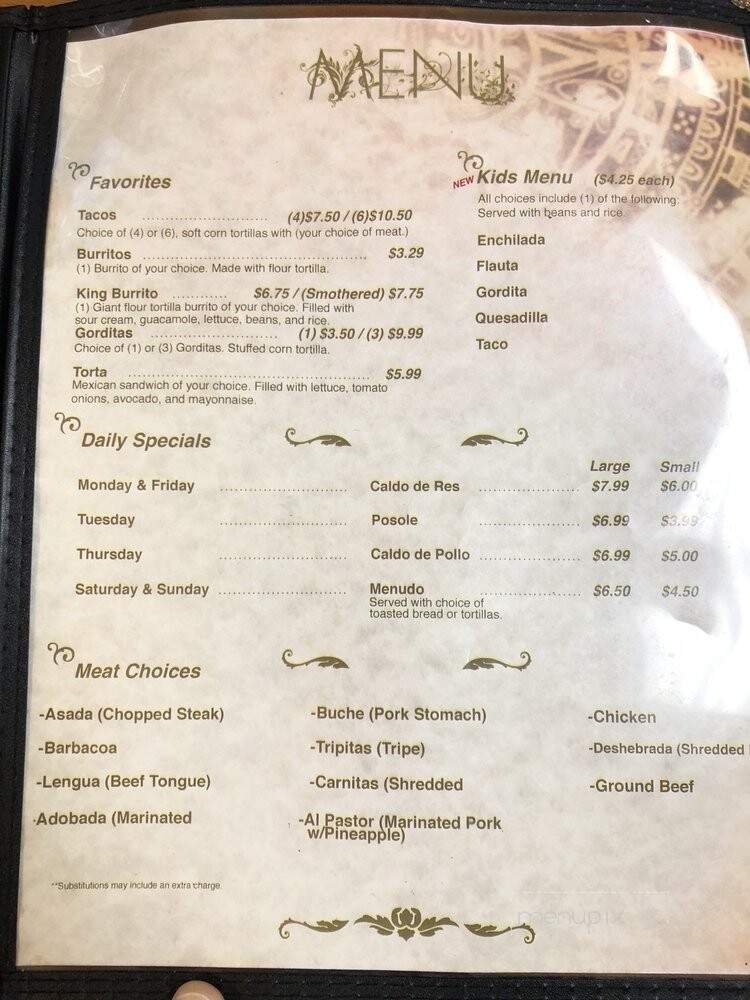 MENU
Favorites
Tacos ............................ (4)$7.50 / (6)$10.50
Choice of (4) or (6), soft corn tortillas with (your choice of meat.)
Burritos .................................................. $3.29
(1) Burrito of your choice. Made with flour tortilla.
King Burrito ............ $6.75 / (Smothered) $7.75
(1) Giant flour tortilla burrito of your choice. Filled with
sour cream, guacamole, lettuce, beans, and rice.
Gorditas ............................ (1) $3.50 / (3) $9.99
Choice of (1) or (3) Gorditas. Stuffed corn tortilla.
Torta ...................................................... $5.99
Mexican sandwich of your choice. Filled with lettuce, tomato
onions, avocado, and mayonnaise.
NEW Kids Menu ($4.25 each)
All choices include (1) of the following:
Served with beans and rice.
Enchilada
Flauta
Gordita
Quesadilla
Taco
Daily Specials
Large Small
Monday & Friday ............................ Caldo de Res ...................... $7.99 $6.00
Tuesday ............................ Posole ...................... $6.99 $3.99
Thursday ............................ Caldo de Pollo ...................... $6.99 $5.00
Saturday & Sunday ............................ Menudo ...................... $6.50 $4.50
Served with choice of
toasted bread or tortillas.
Meat Choices
-Asada (Chopped Steak)
-Barbacoa
-Lengua (Beef Tongue)
-Adobada (Marinated
-Buche (Pork Stomach)
-Tripitas (Tripe)
-Carnitas (Shredded
-Al Pastor (Marinated Pork
w/Pineapple)
-Chicken
-Deshebrada (Shredded
-Ground Beef
**Substitutions may include an extra charge.
menupix